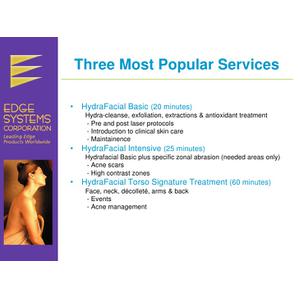 Three Most Popular Services
EDGE
SYSTEMS
CORPORATION
Leading Edge
Products Worldwide
• HydraFacial Basic (20 minutes)
Hydra-cleanse, exfoliation, extractions & antioxidant treatment
- Pre and post laser protocols
- Introduction to clinical skin care
- Maintainence
• HydraFacial Intensive (25 minutes)
Hydrafacial Basic plus specific zonal abrasion (needed areas only)
- Acne scars
- High contrast zones
• HydraFacial Torso Signature Treatment (60 minutes)
Face, neck, décolleté, arms & back
- Events
- Acne management